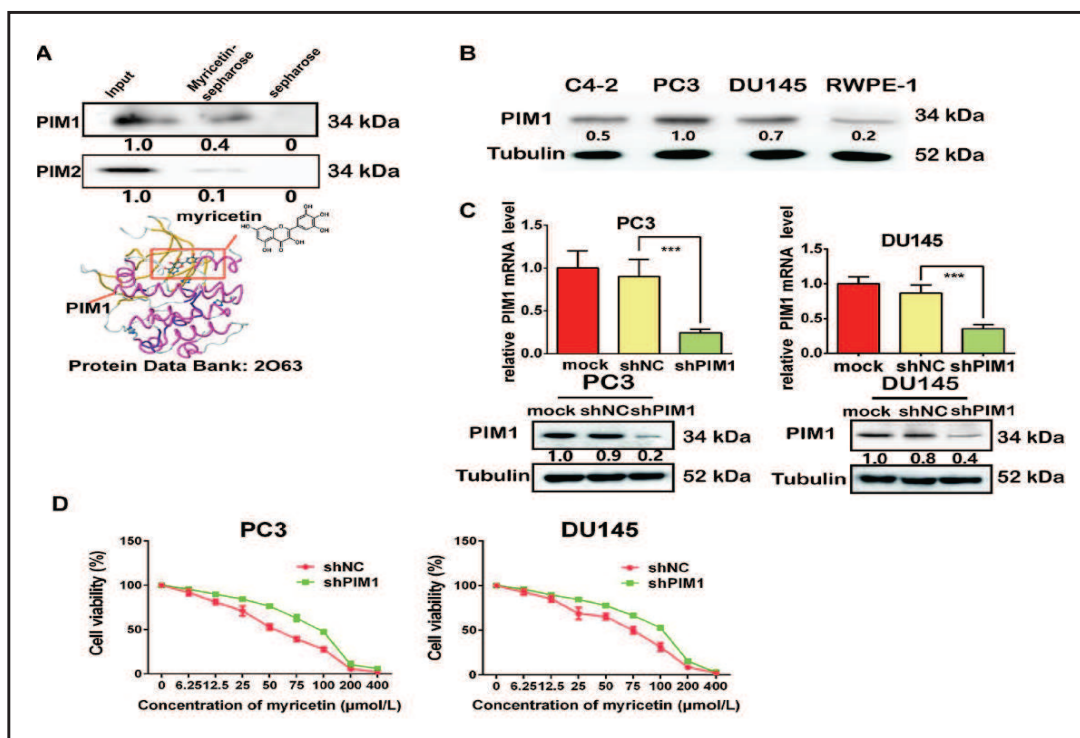 A
Input
Myricetin-
sepharose
sepharose
PIM1
34 kDa
1.0 0.4 0
PIM2
34 kDa
1.0 0.1 0
myricetin
OH
OH
HO
O
OH
OH
OH
O
PIM1
Protein Data Bank: 2O63
B
C4-2 PC3 DU145 RWPE-1
PIM1
34 kDa
0.5 1.0 0.7 0.2
Tubulin
52 kDa
C
PC3
relative PIM1 mRNA level
1.5
1.0
0.5
0.0
***
mock shNC shPIM1
PC3
mock shNC shPIM1
PIM1
34 kDa
1.0 0.9 0.2
Tubulin
52 kDa
DU145
relative PIM1 mRNA level
1.5
1.0
0.5
0.0
***
mock shNC shPIM1
DU145
mock shNC shPIM1
PIM1
34 kDa
1.0 0.8 0.4
Tubulin
52 kDa
D
PC3
Cell viability (%)
150
100
50
0
shNC
shPIM1
0 6.25 12.5 25 50 75 100 200 400
Concentration of myricetin (μmol/L)
DU145
Cell viability (%)
150
100
50
0
shNC
shPIM1
0 6.25 12.5 25 50 75 100 200 400
Concentration of myricetin (μmol/L)